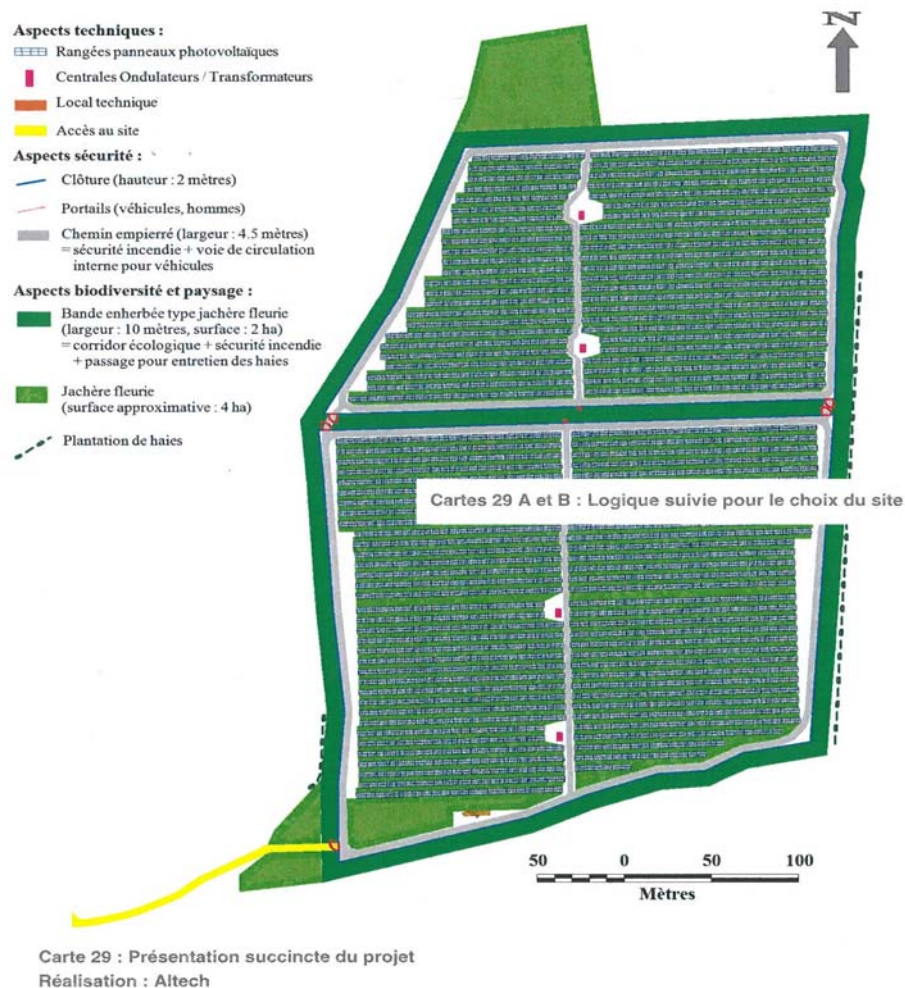 Aspects techniques :
Rangées panneaux photovoltaïques
Centrales Ondulateurs / Transformateurs
Local technique
Accès au site
Aspects sécurité :
Clôture (hauteur : 2 mètres)
Portails (véhicules, hommes)
Chemin empierré (largeur : 4.5 mètres)
= sécurité incendie + voie de circulation
interne pour véhicules
Aspects biodiversité et paysage :
Bande enherbée type jachère fleurie
(largeur : 10 mètres, surface : 2 ha)
= corridor écologique + sécurité incendie
+ passage pour entretien des haies
Jachère fleurie
(surface approximative : 4 ha)
Plantation de haies
N
Cartes 29 A et B : Logique suivie pour le choix du site
50 0 50 100
Mètres
Carte 29 : Présentation succincte du projet
Réalisation : Altech